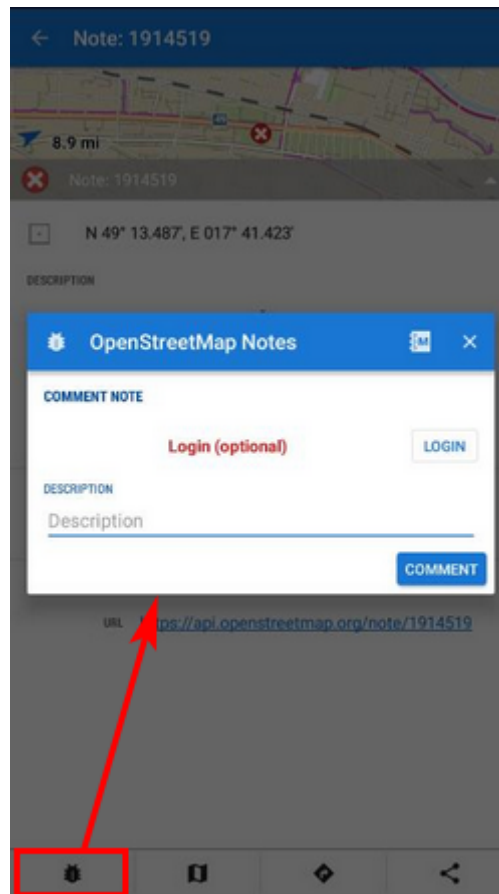 Note: 1914519
49
8.9 mi
Note: 1914519
N 49° 13.487', E 017° 41.423'
DESCRIPTION
OpenStreetMap Notes
COMMENT NOTE
Login (optional)
LOGIN
DESCRIPTION
Description
COMMENT
URL https://api.openstreetmap.org/note/1914519